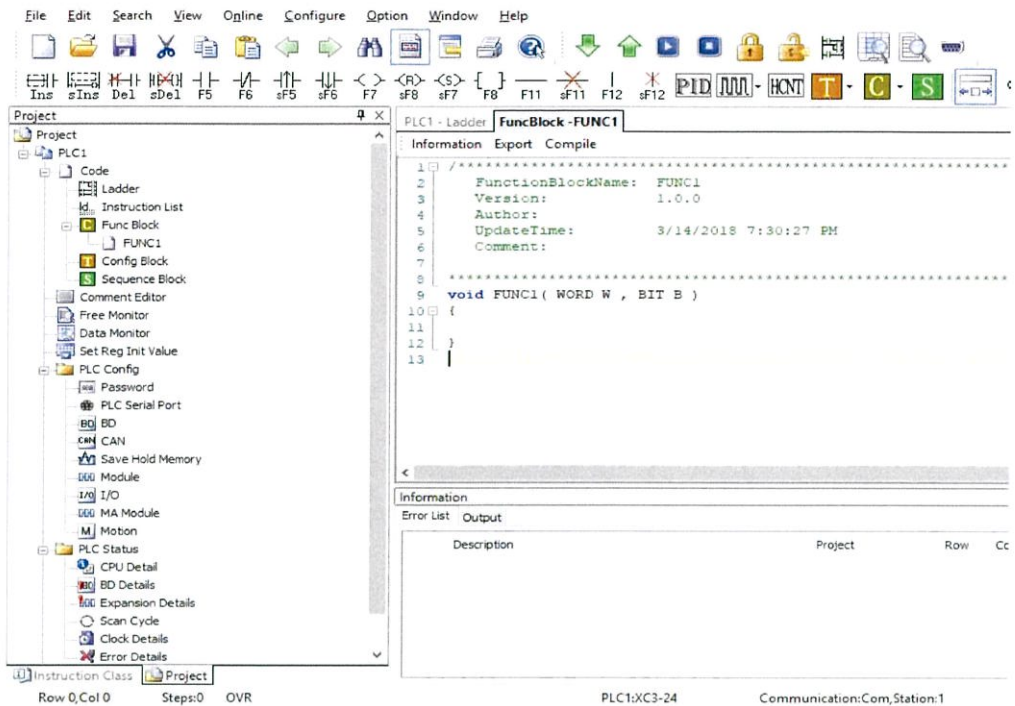 File Edit Search View Online Configure Option Window Help
Ins sIns Del sDel F5 F6 sF5 sF6 F7 sF8 sF7 F8 F11 sF11 F12 sF12 PID HCNT T C S
Project
PLC1 - Ladder FuncBlock -FUNC1
Information Export Compile
Project
PLC1
Code
Ladder
Instruction List
Func Block
FUNC1
Config Block
Sequence Block
Comment Editor
Free Monitor
Data Monitor
Set Reg Init Value
PLC Config
Password
PLC Serial Port
BD BD
CAN CAN
Save Hold Memory
Module
I/O I/O
MA Module
M Motion
PLC Status
CPU Detail
BD Details
Expansion Details
Scan Cycle
Clock Details
Error Details
Instruction Class Project
1 /****************************************************************
2 FunctionBlockName: FUNC1
3 Version: 1.0.0
4 Author:
5 UpdateTime: 3/14/2018 7:30:27 PM
6 Comment:
7
8 ****************************************************************
9 void FUNC1( WORD W , BIT B )
10 {
11
12 }
13
Information
Error List Output
Description Project Row Cc
Row 0,Col 0 Steps:0 OVR PLC1:XC3-24 Communication:Com,Station:1